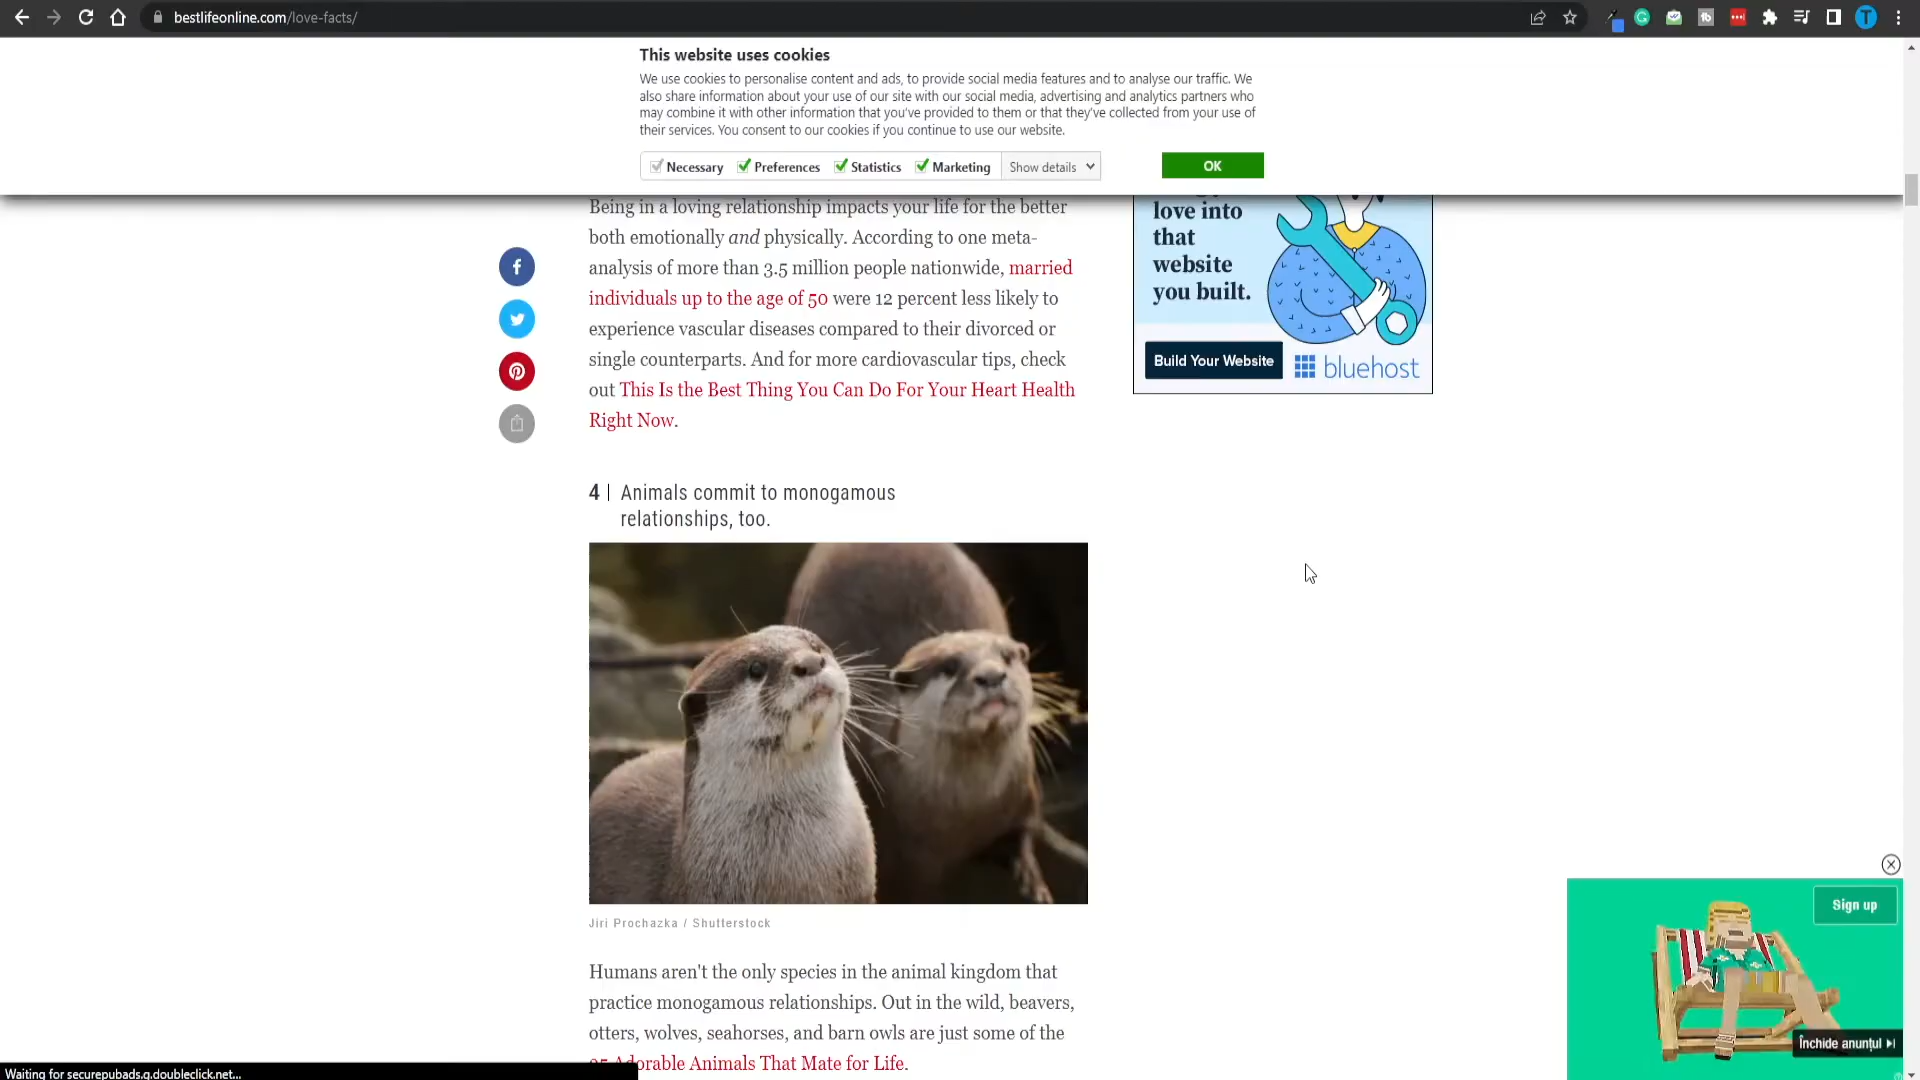 bestlifeonline.com/love-facts/
This website uses cookies
We use cookies to personalise content and ads, to provide social media features and to analyse our traffic. We
also share information about your use of our site with our social media, advertising and analytics partners who
may combine it with other information that you've provided to them or that they've collected from your use of
their services. You consent to our cookies if you continue to use our website.
Necessary Preferences Statistics Marketing Show details OK
Being in a loving relationship impacts your life for the better
both emotionally and physically. According to one meta-
analysis of more than 3.5 million people nationwide, married
individuals up to the age of 50 were 12 percent less likely to
experience vascular diseases compared to their divorced or
single counterparts. And for more cardiovascular tips, check
out This Is the Best Thing You Can Do For Your Heart Health
Right Now.
love into
that
website
you built.
Build Your Website
bluehost
4 | Animals commit to monogamous
relationships, too.
Jiri Prochazka / Shutterstock
Humans aren't the only species in the animal kingdom that
practice monogamous relationships. Out in the wild, beavers,
otters, wolves, seahorses, and barn owls are just some of the
Adorable Animals That Mate for Life.
Sign up
Închide anunțul
Waiting for securepubads.g.doubleclick.net...